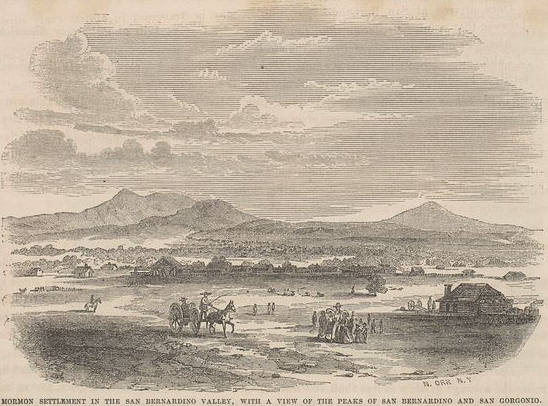 N. ORR N.Y
MORMON SETTLEMENT IN THE SAN BERNARDINO VALLEY, WITH A VIEW OF THE PEAKS OF SAN BERNARDINO AND SAN GORGONIO.